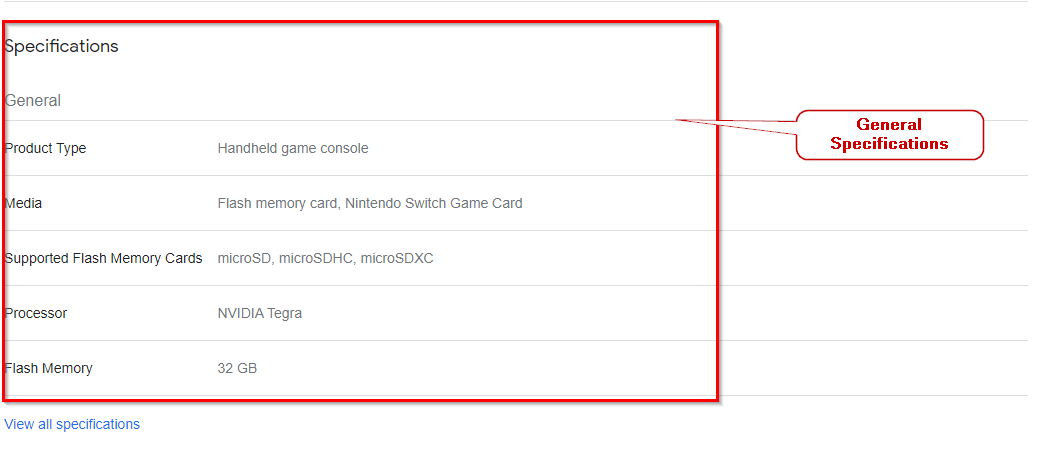 Specifications
General
Product Type Handheld game console
Media Flash memory card, Nintendo Switch Game Card
Supported Flash Memory Cards microSD, microSDHC, microSDXC
Processor NVIDIA Tegra
Flash Memory 32 GB
View all specifications
General
Specifications